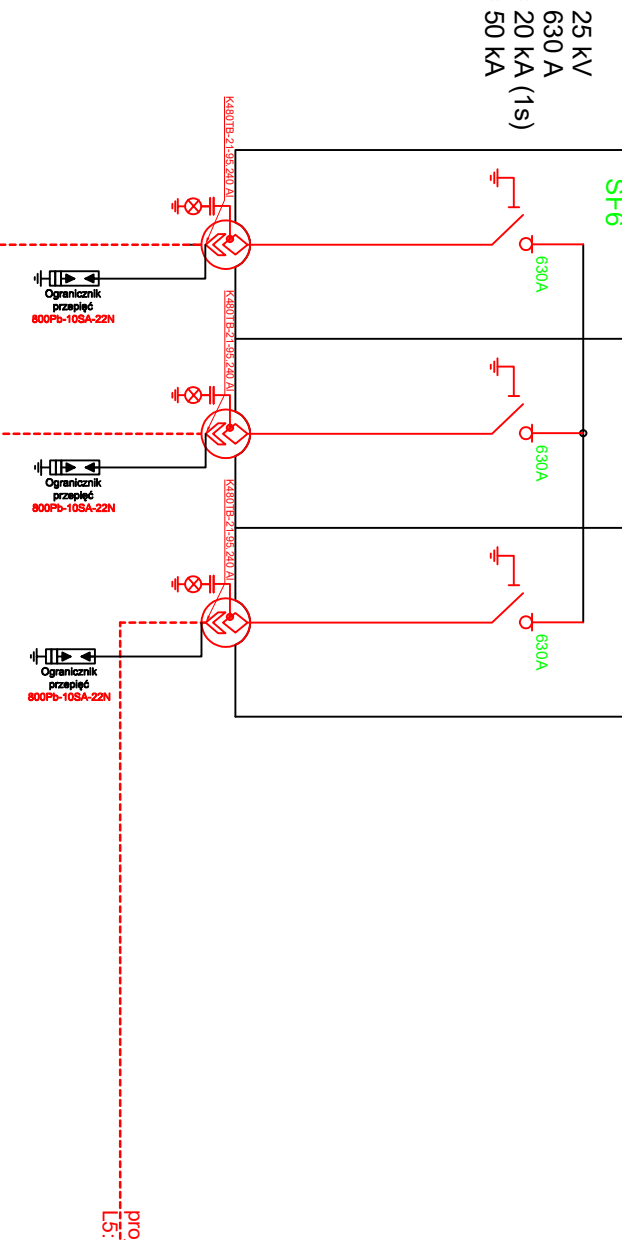 25 kV
630 A
20 kA (1s)
50 kA
SF6
630A
K480TB-21-95.240 Al
Ogranicznik
przepięć
800Pb-10SA-22N
630A
K480TB-21-95.240 Al
Ogranicznik
przepięć
800Pb-10SA-22N
630A
K480TB-21-95.240 Al
Ogranicznik
przepięć
800Pb-10SA-22N
pro
L5: